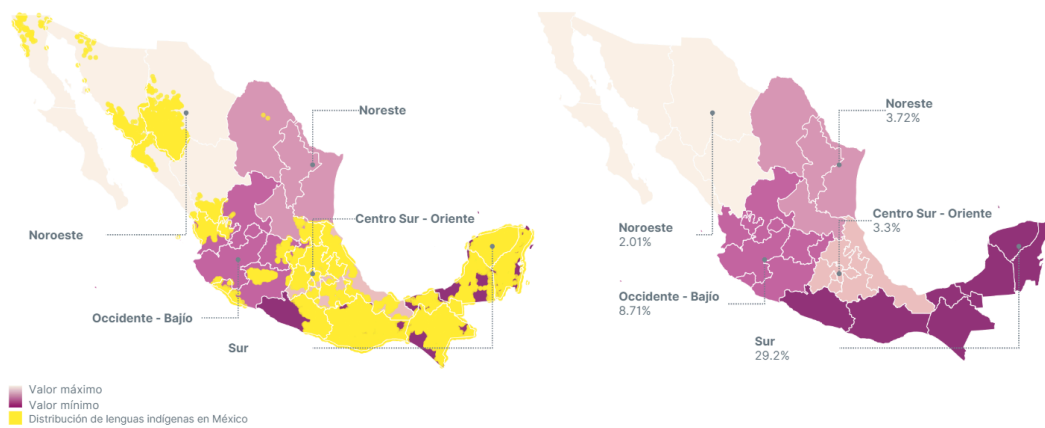 Noreste
Centro Sur - Oriente
Noroeste
Occidente - Bajío
Sur
Valor máximo
Valor mínimo
Distribución de lenguas indígenas en México
Noreste
3.72%
Centro Sur - Oriente
3.3%
Noroeste
2.01%
Occidente - Bajío
8.71%
Sur
29.2%